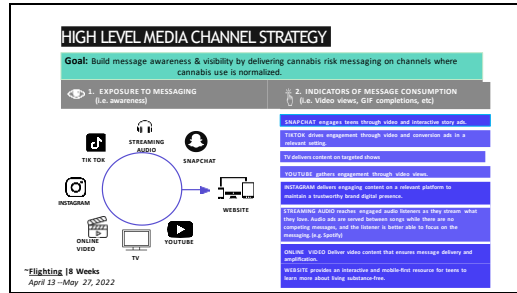 HIGH LEVEL MEDIA CHANNEL STRATEGY
Goal: Build message awareness & visibility by delivering cannabis risk messaging on channels where
cannabis use is normalized.
1. EXPOSURE TO MESSAGING
(i.e. awareness)
2. INDICATORS OF MESSAGE CONSUMPTION
(i.e. Video views, GIF completions, etc)
STREAMING
AUDIO
TIK TOK
SNAPCHAT
INSTAGRAM
WEBSITE
ONLINE
VIDEO
TV
YOUTUBE
SNAPCHAT engages teens through video and interactive story ads.
TIKTOK drives engagement through video and conversion ads in a
relevant setting.
TV delivers content on targeted shows
YOUTUBE gathers engagement through video views.
INSTAGRAM delivers engaging content on a relevant platform to
maintain a trustworthy brand digital presence.
STREAMING AUDIO reaches engaged audio listeners as they stream what
they love. Audio ads are served between songs while there are no
competing messages, and the listener is better able to focus on the
messaging. (e.g. Spotify)
ONLINE VIDEO Deliver video content that ensures message delivery and
amplification.
WEBSITE provides an interactive and mobile-first resource for teens to
learn more about living substance-free.
~Flighting |8 Weeks
April 13 --May 27, 2022